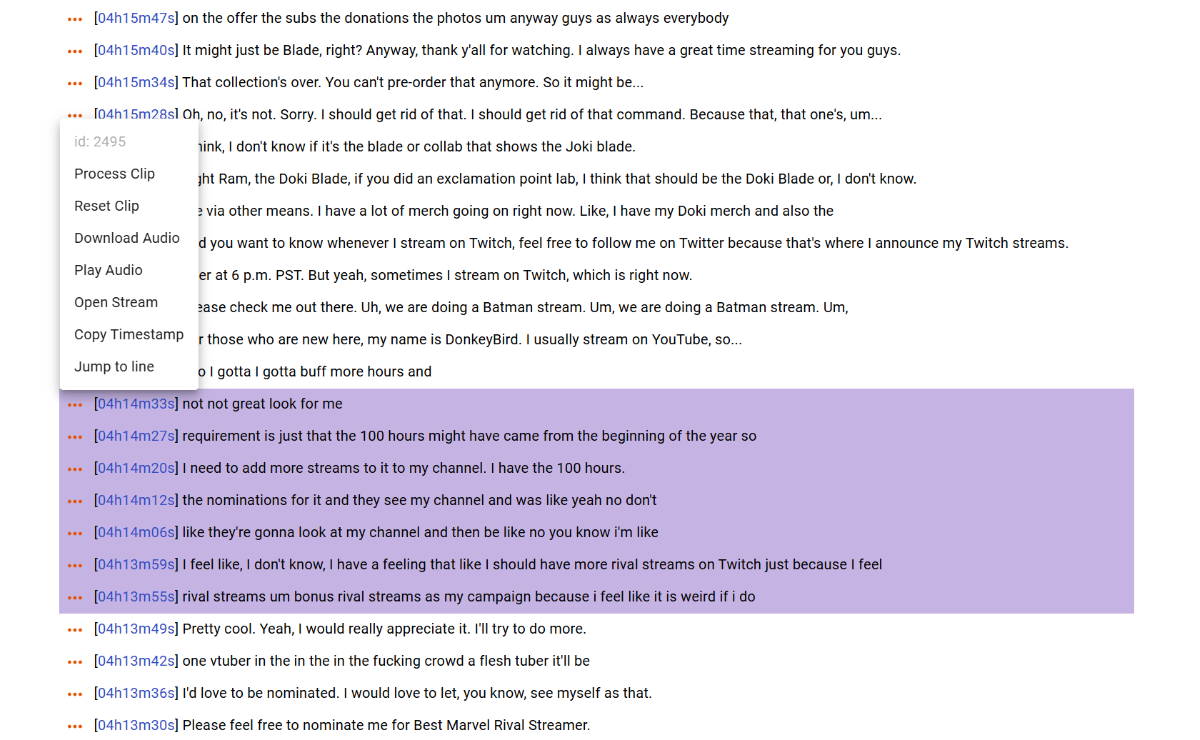 ••• [04h15m47s] on the offer the subs the donations the photos um anyway guys as always everybody
••• [04h15m40s] It might just be Blade, right? Anyway, thank y'all for watching. I always have a great time streaming for you guys.
••• [04h15m34s] That collection's over. You can't pre-order that anymore. So it might be...
••• [04h15m28s] Oh, no, it's not. Sorry. I should get rid of that. I should get rid of that command. Because that, that one's, um...
id: 2495
Process Clip
Reset Clip
Download Audio
Play Audio
Open Stream
Copy Timestamp
Jump to line
I don't know if it's the blade or collab that shows the Joki blade.
Ram, the Doki Blade, if you did an exclamation point lab, I think that should be the Doki Blade or, I don't know.
via other means. I have a lot of merch going on right now. Like, I have my Doki merch and also the
you want to know whenever I stream on Twitch, feel free to follow me on Twitter because that's where I announce my Twitch streams.
at 6 p.m. PST. But yeah, sometimes I stream on Twitch, which is right now.
check me out there. Uh, we are doing a Batman stream. Um, we are doing a Batman stream. Um,
those who are new here, my name is DonkeyBird. I usually stream on YouTube, so...
I gotta I gotta buff more hours and
••• [04h14m33s] not not great look for me
••• [04h14m27s] requirement is just that the 100 hours might have came from the beginning of the year so
••• [04h14m20s] I need to add more streams to it to my channel. I have the 100 hours.
••• [04h14m12s] the nominations for it and they see my channel and was like yeah no don't
••• [04h14m06s] like they're gonna look at my channel and then be like no you know i'm like
••• [04h13m59s] I feel like, I don't know, I have a feeling that like I should have more rival streams on Twitch just because I feel
••• [04h13m55s] rival streams um bonus rival streams as my campaign because i feel like it is weird if i do
••• [04h13m49s] Pretty cool. Yeah, I would really appreciate it. I'll try to do more.
••• [04h13m42s] one vtuber in the in the in the fucking crowd a flesh tuber it'll be
••• [04h13m36s] I'd love to be nominated. I would love to let, you know, see myself as that.
••• [04h13m30s] Please feel free to nominate me for Best Marvel Rival Streamer.